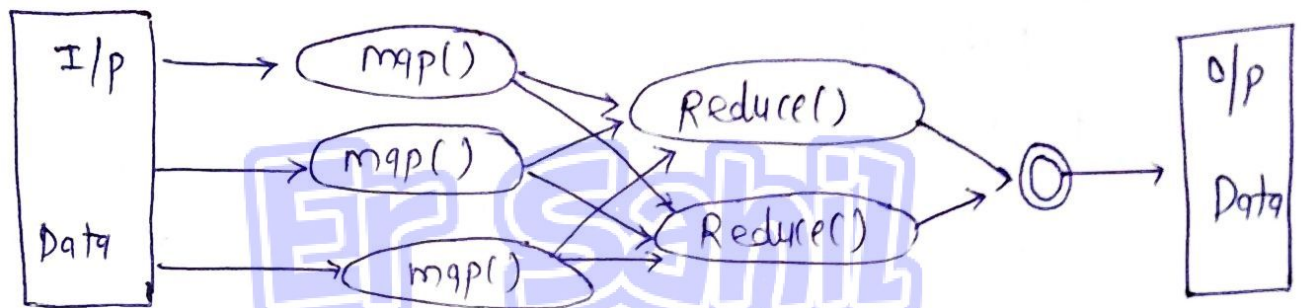 I/p
Data
map()
map()
map()
Reduce()
Reduce()
O/p
Data
Er Sahil